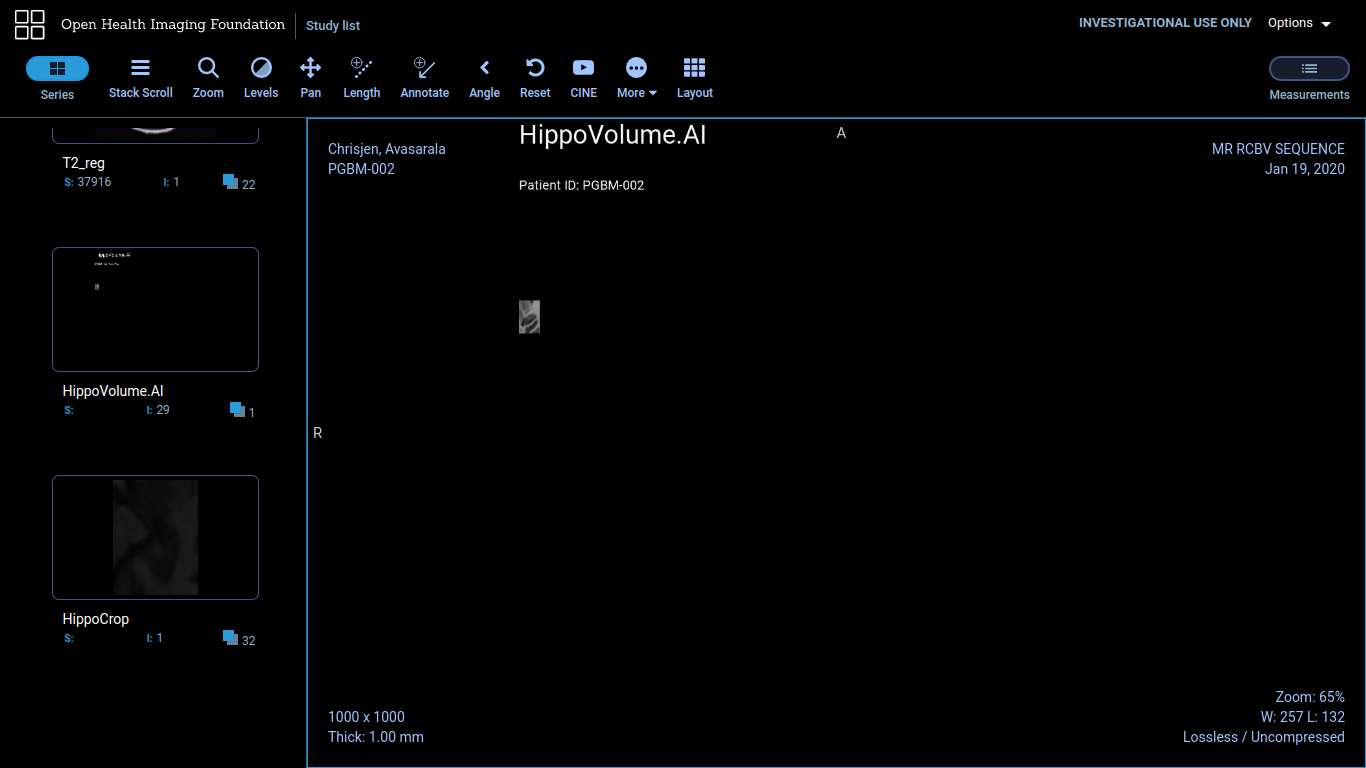 Open Health Imaging Foundation
Study list
INVESTIGATIONAL USE ONLY
Options
Series
Stack Scroll
Zoom
Levels
Pan
Length
Annotate
Angle
Reset
CINE
More
Layout
Measurements
T2_reg
S: 37916 I: 1 22
HippoVolume.AI
S: I: 29 1
HippoCrop
S: I: 1 32
Chrisjen, Avasarala
PGBM-002
HippoVolume.AI
Patient ID: PGBM-002
A
MR RCBV SEQUENCE
Jan 19, 2020
R
1000 x 1000
Thick: 1.00 mm
Zoom: 65%
W: 257 L: 132
Lossless / Uncompressed